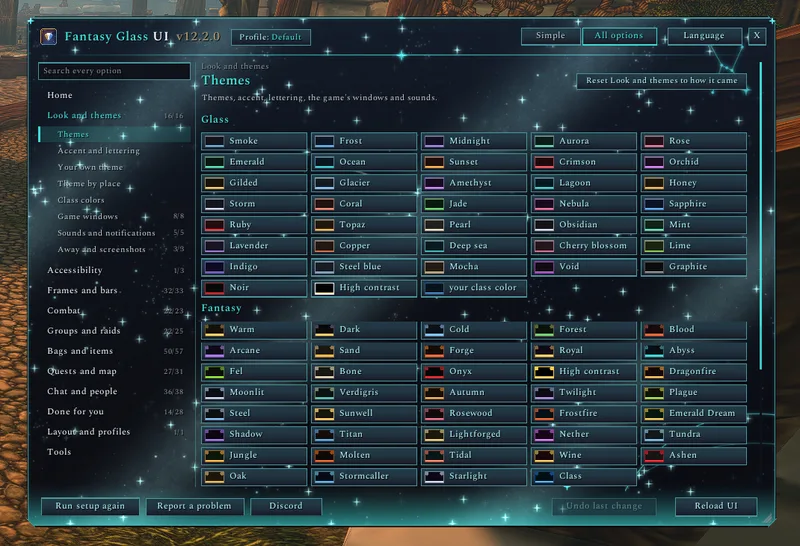 Fantasy Glass UI v12.2.0
Profile: Default
Simple
All options
Language
X
Search every option
Home
Look and themes 16/16
Themes
Accent and lettering
Your own theme
Theme by place
Class colors
Game windows 8/8
Sounds and notifications 5/5
Away and screenshots 3/3
Accessibility 1/3
Frames and bars 32/33
Combat /23
Groups and raids /25
Bags and items 50/57
Quests and map 27/31
Chat and people 36/38
Done for you 14/28
Layout and profiles 1/1
Tools
Look and themes
Themes
Reset Look and themes to how it came
Themes, accent, lettering, the game's windows and sounds.
Glass
Smoke Frost Midnight Aurora Rose
Emerald Ocean Sunset Crimson Orchid
Gilded Glacier Amethyst Lagoon Honey
Storm Coral Jade Nebula Sapphire
Ruby Topaz Pearl Obsidian Mint
Lavender Copper Deep sea Cherry blossom Lime
Indigo Steel blue Mocha Void Graphite
Noir High contrast your class color
Fantasy
Warm Dark Cold Forest Blood
Arcane Sand Forge Royal Abyss
Fel Bone Onyx High contrast Dragonfire
Moonlit Verdigris Autumn Twilight Plague
Steel Sunwell Rosewood Frostfire Emerald Dream
Shadow Titan Lightforged Nether Tundra
Jungle Molten Tidal Wine Ashen
Oak Stormcaller Starlight Class
Run setup again
Report a problem
Discord
Undo last change
Reload UI